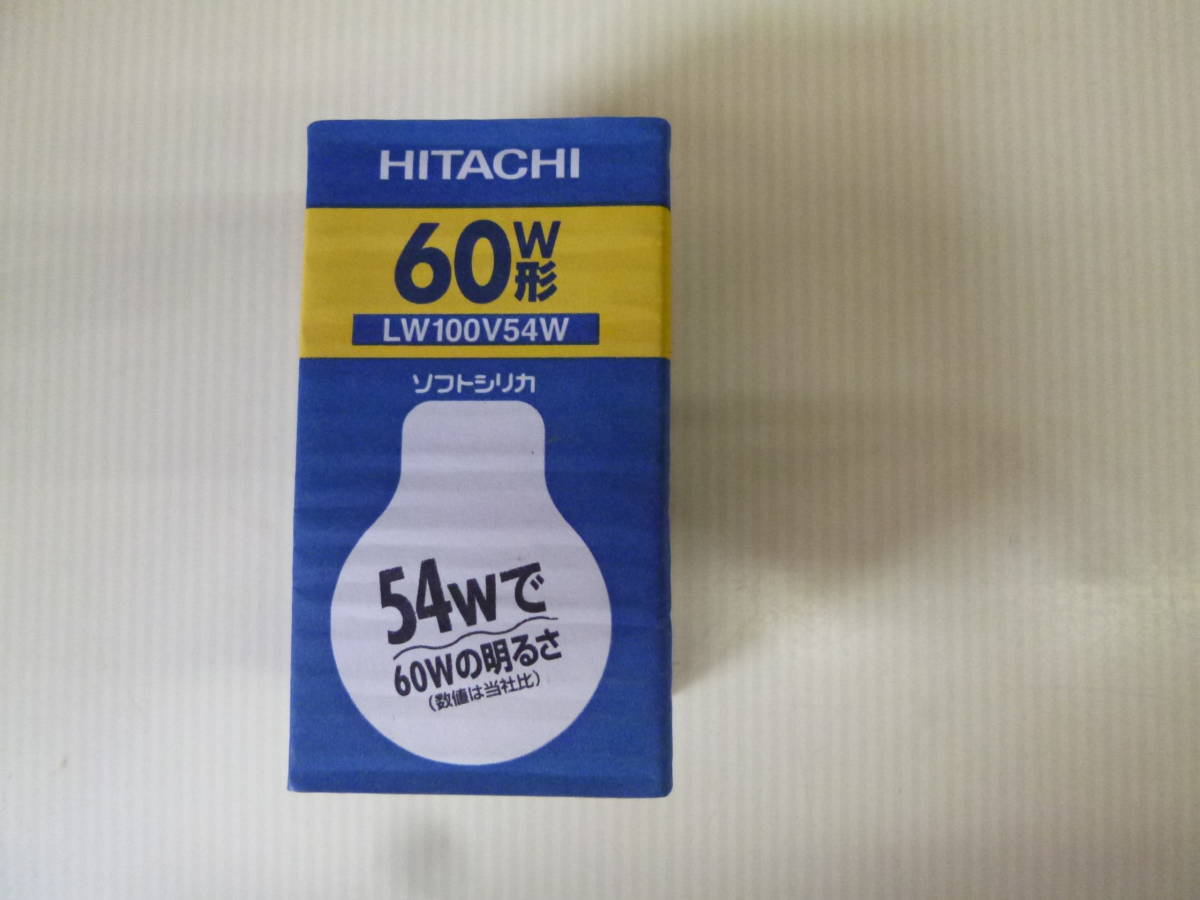 HITACHI
60W形
LW100V54W
ソフトシリカ
54Wで
60Wの明るさ
(数値は当社比)